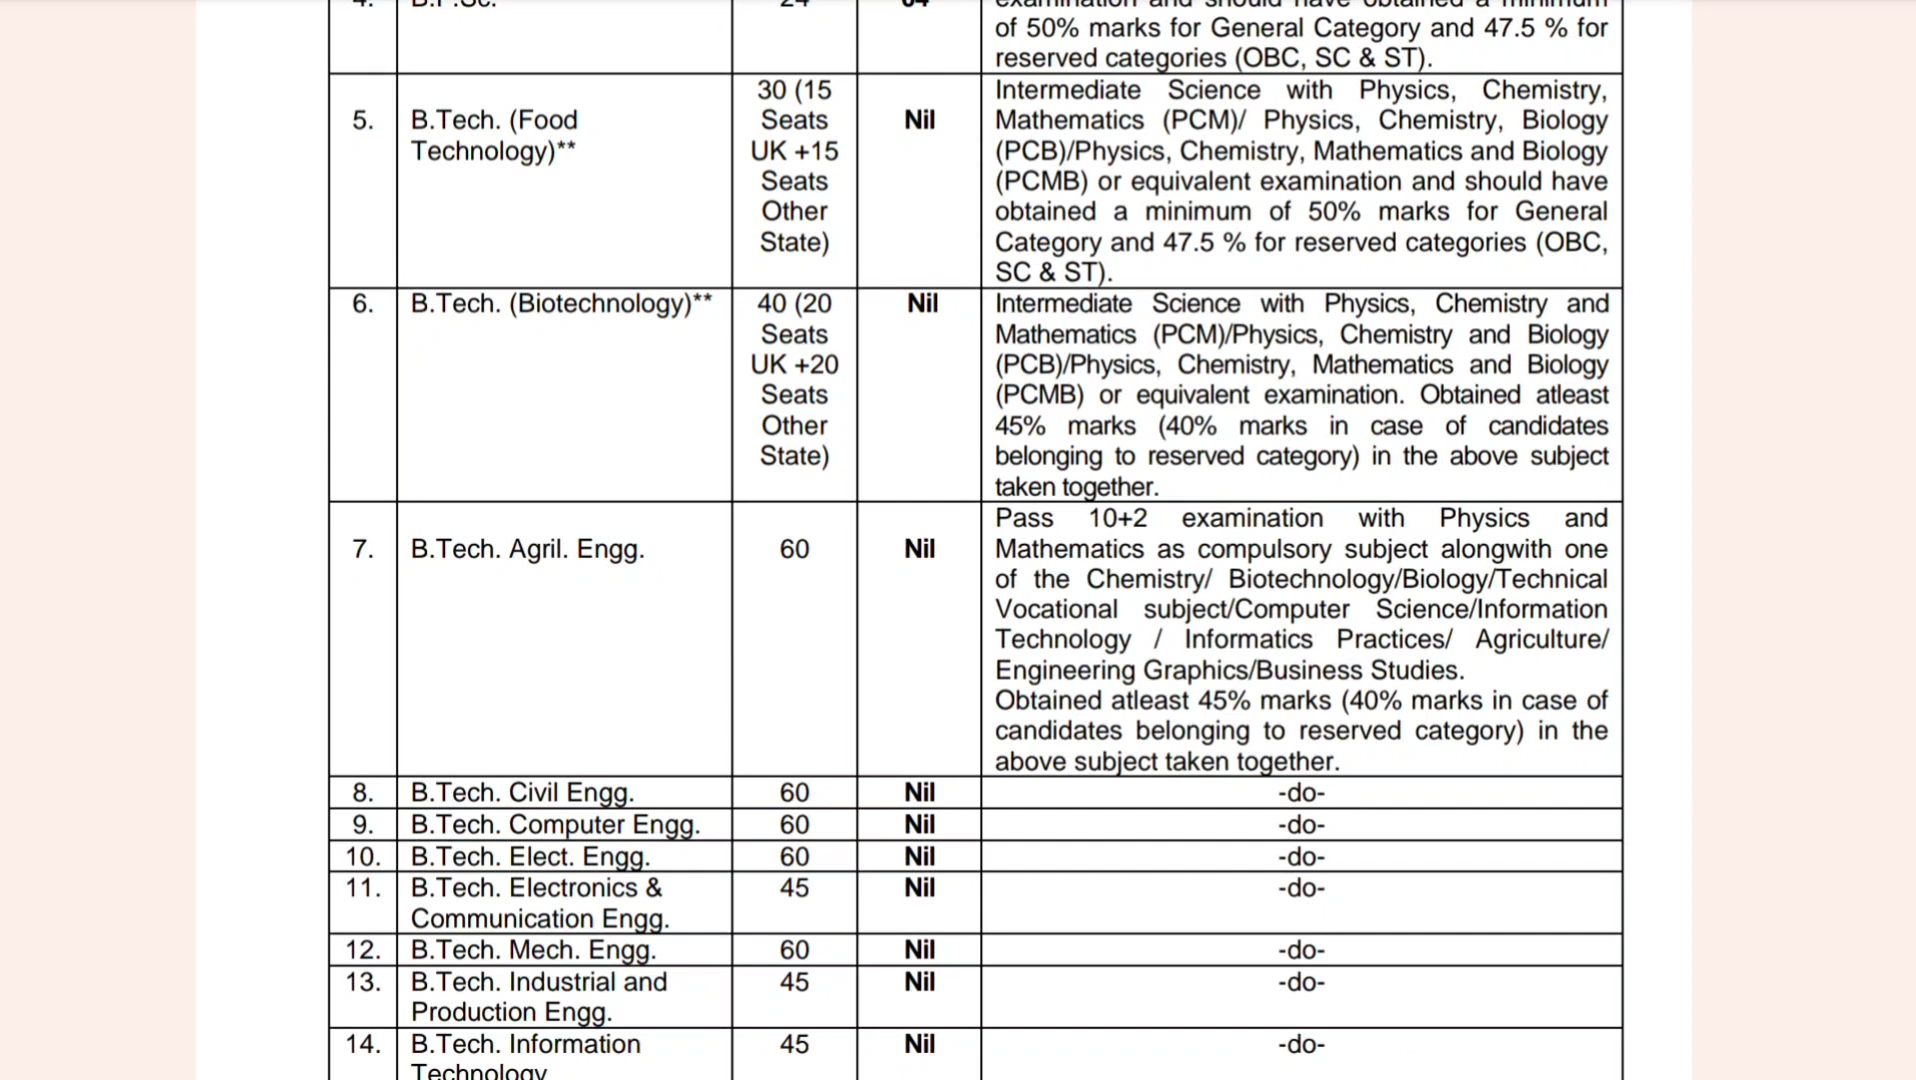 4. B.F.Sc. 24 04 examination and should have obtained a minimum
of 50% marks for General Category and 47.5 % for
reserved categories (OBC, SC & ST).
5.
B.Tech. (Food
Technology)**
30 (15
Seats
UK +15
Seats
Other
State)
Nil
Intermediate Science with Physics, Chemistry,
Mathematics (PCM)/ Physics, Chemistry, Biology
(PCB)/Physics, Chemistry, Mathematics and Biology
(PCMB) or equivalent examination and should have
obtained a minimum of 50% marks for General
Category and 47.5 % for reserved categories (OBC,
SC & ST).
6.
B.Tech. (Biotechnology)**
40 (20
Seats
UK +20
Seats
Other
State)
Nil
Intermediate Science with Physics, Chemistry and
Mathematics (PCM)/Physics, Chemistry and Biology
(PCB)/Physics, Chemistry, Mathematics and Biology
(PCMB) or equivalent examination. Obtained atleast
45% marks (40% marks in case of candidates
belonging to reserved category) in the above subject
taken together.
7.
B.Tech. Agril. Engg.
60
Nil
Pass 10+2 examination with Physics and
Mathematics as compulsory subject alongwith one
of the Chemistry/ Biotechnology/Biology/Technical
Vocational subject/Computer Science/Information
Technology / Informatics Practices/ Agriculture/
Engineering Graphics/Business Studies.
Obtained atleast 45% marks (40% marks in case of
candidates belonging to reserved category) in the
above subject taken together.
8. B.Tech. Civil Engg. 60 Nil -do-
9. B.Tech. Computer Engg. 60 Nil -do-
10. B.Tech. Elect. Engg. 60 Nil -do-
11. B.Tech. Electronics & 45 Nil -do-
Communication Engg.
12. B.Tech. Mech. Engg. 60 Nil -do-
13. B.Tech. Industrial and 45 Nil -do-
Production Engg.
14. B.Tech. Information 45 Nil -do-
Technology